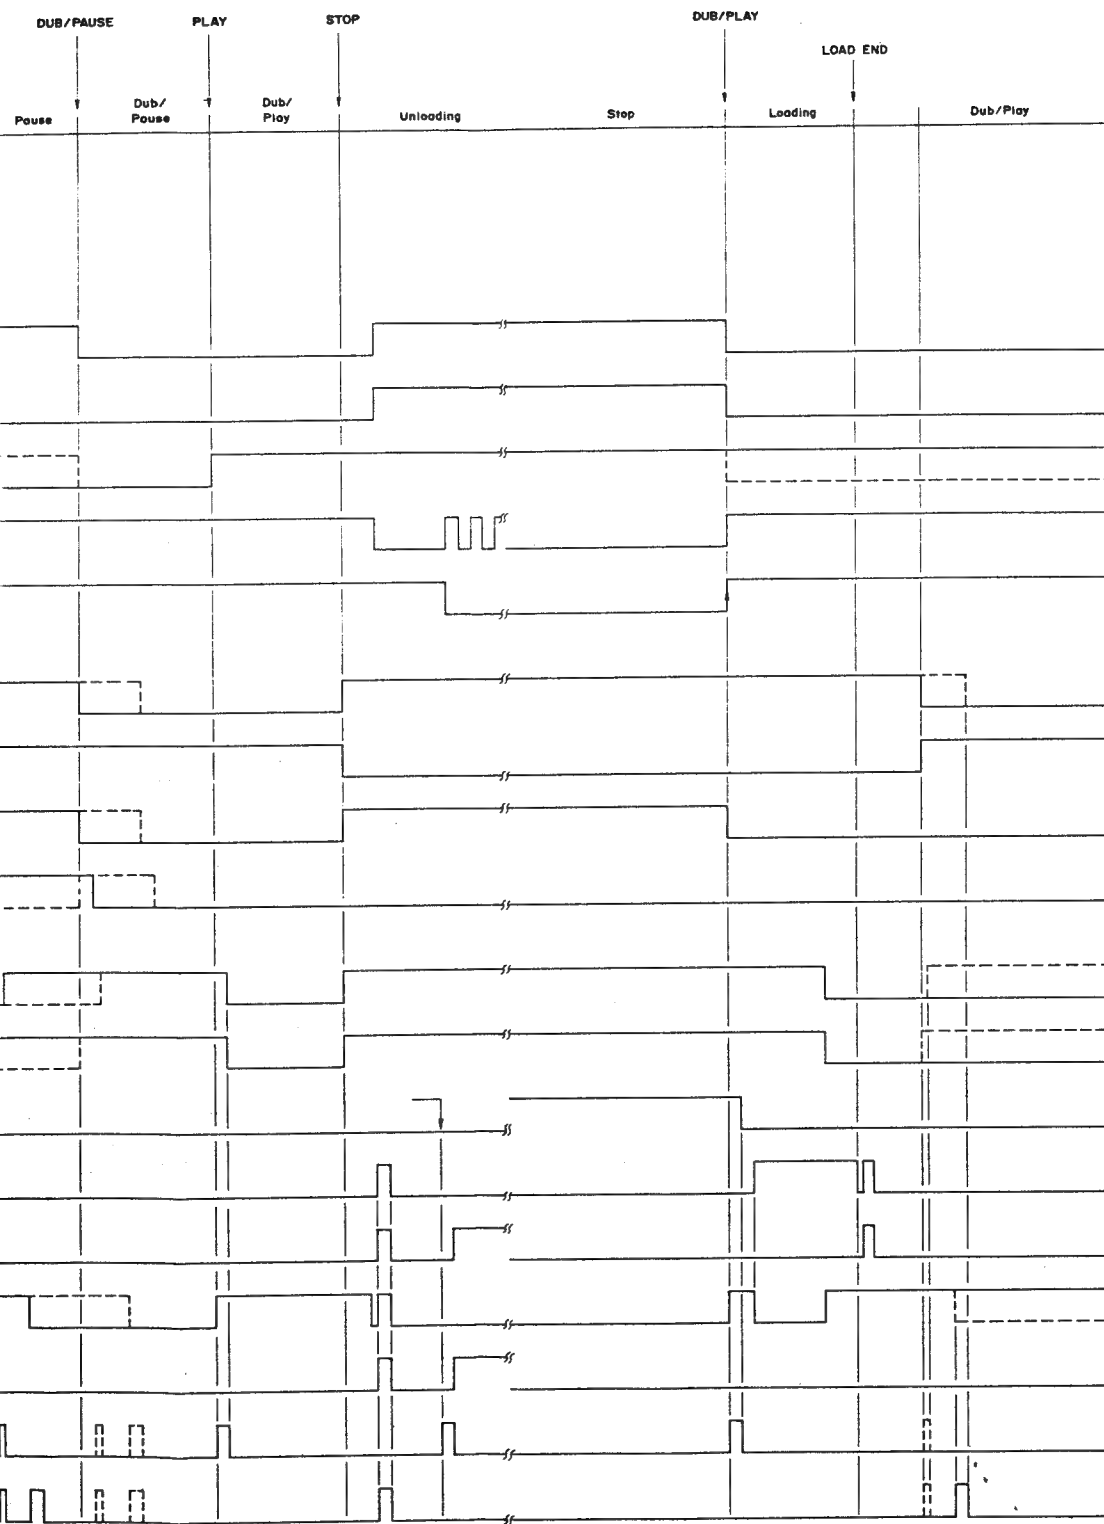 DUB/PAUSE
PLAY
STOP
DUB/PLAY
LOAD END
Pause
Dub/
Pause
Dub/
Play
Unloading
Stop
Loading
Dub/Play